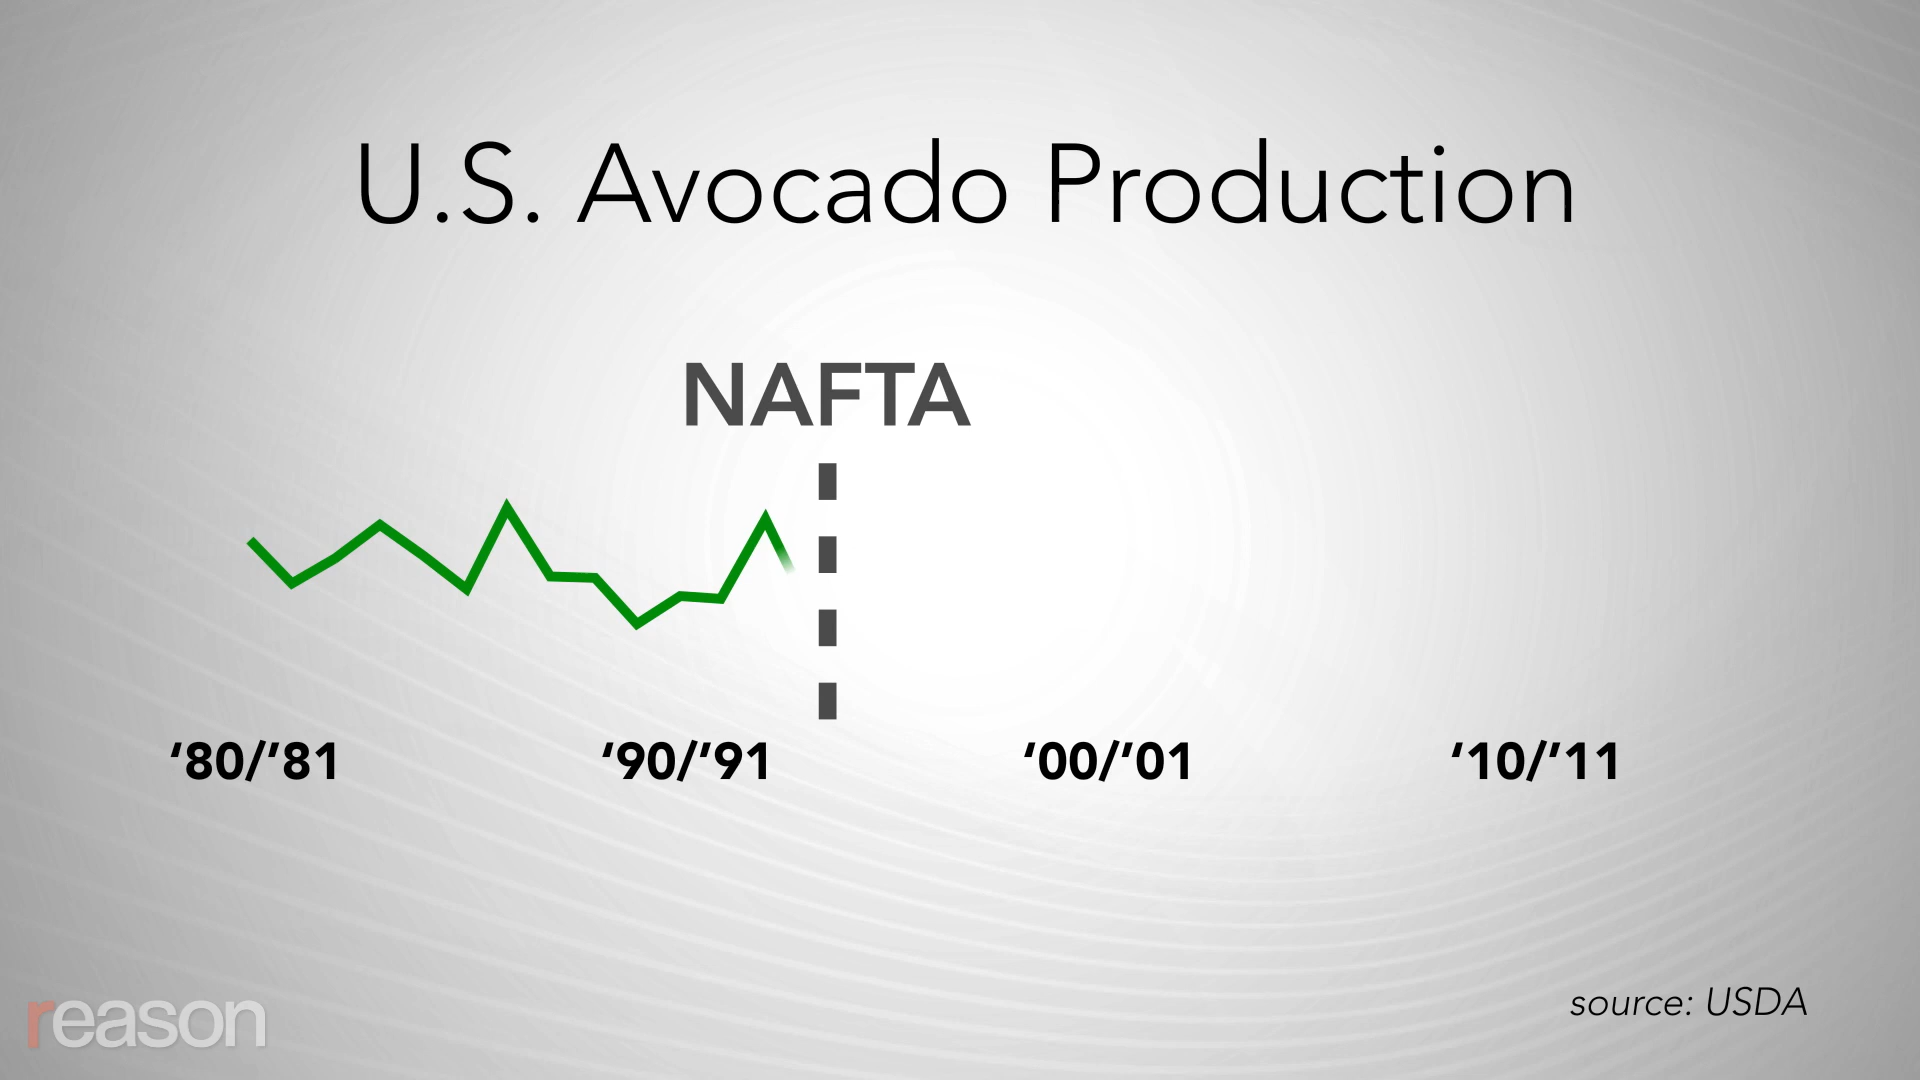 U.S. Avocado Production
NAFTA
‘80/’81 ‘90/’91 ‘00/’01 ‘10/’11
source: USDA
reason